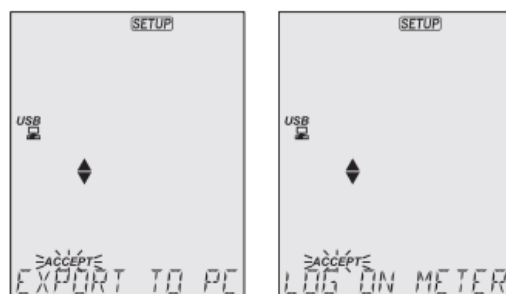 SETUP
USB
ACCEPT
EXPORT TO PC
SETUP
USB
ACCEPT
LOG ON METER